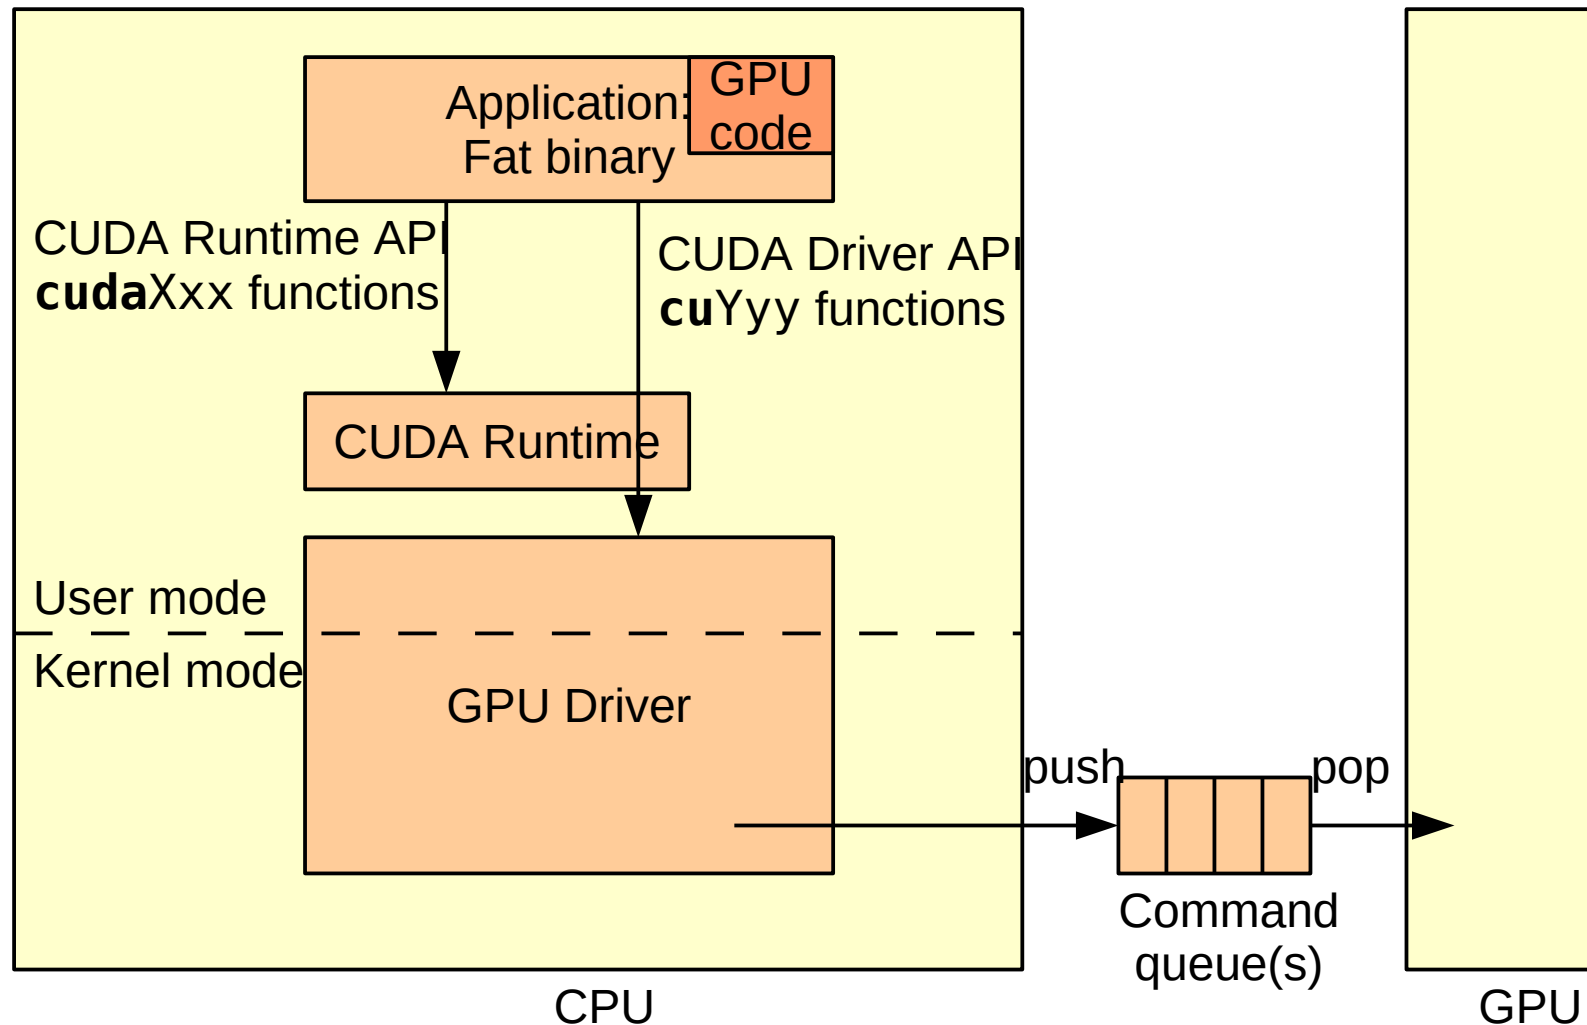 Application:
Fat binary
GPU
code
CUDA Runtime API
cudaXxx functions
CUDA Driver API
cuYyy functions
CUDA Runtime
User mode
Kernel mode
GPU Driver
push
pop
Command
queue(s)
CPU
GPU